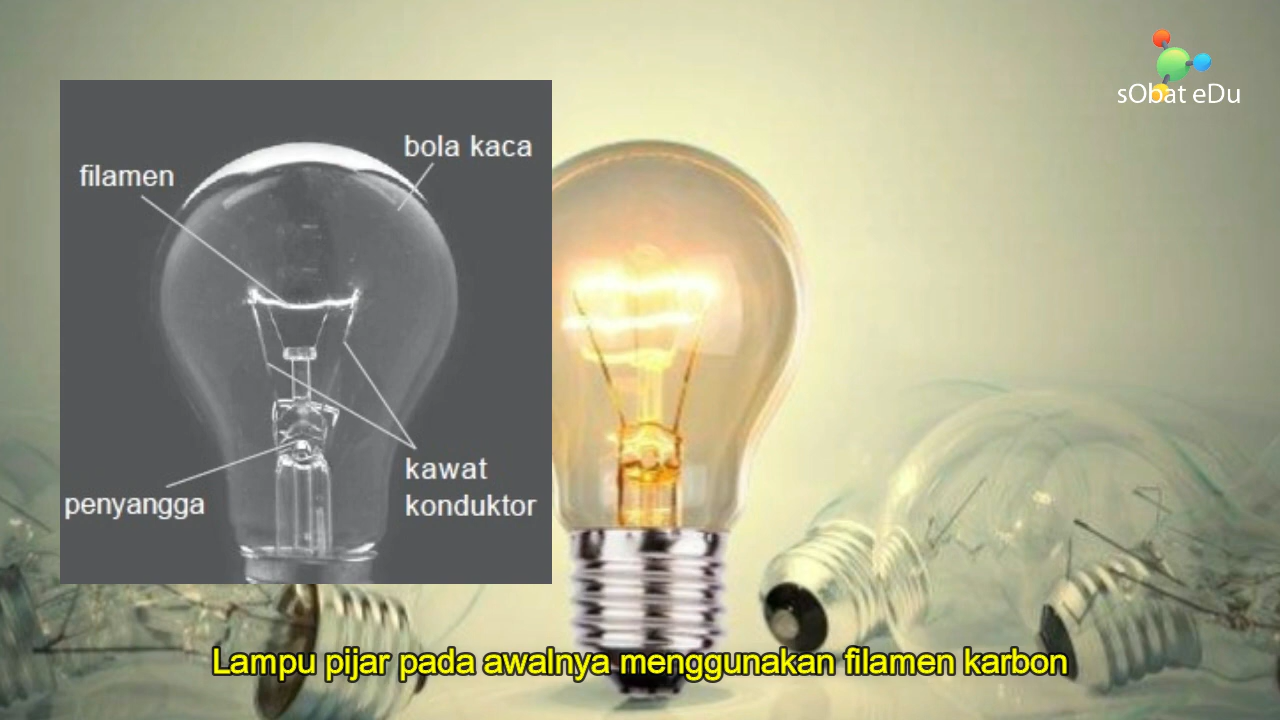 sObat eDu
bola kaca
filamen
kawat
konduktor
penyangga
Lampu pijar pada awalnya menggunakan filamen karbon